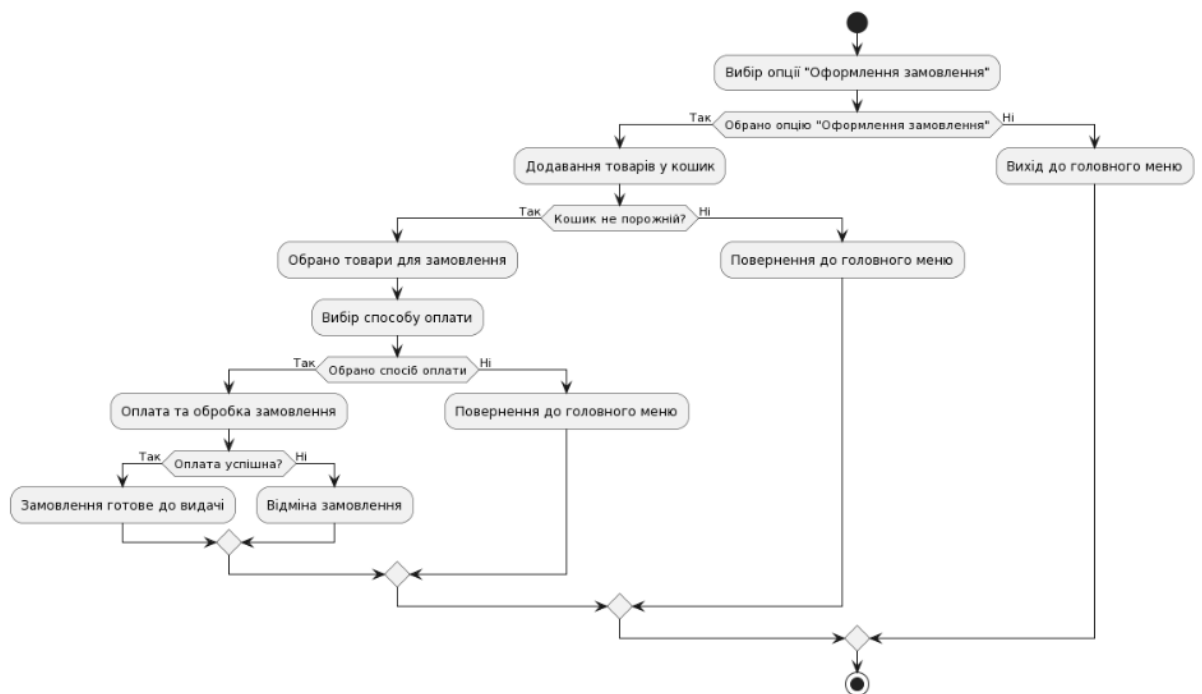 Вибір опції "Оформлення замовлення"
Так
Обрано опцію "Оформлення замовлення"
Ні
Додавання товарів у кошик
Вихід до головного меню
Так
Кошик не порожній?
Ні
Обрано товари для замовлення
Повернення до головного меню
Вибір способу оплати
Так
Обрано спосіб оплати
Ні
Оплата та обробка замовлення
Повернення до головного меню
Так
Оплата успішна?
Ні
Замовлення готове до видачі
Відміна замовлення